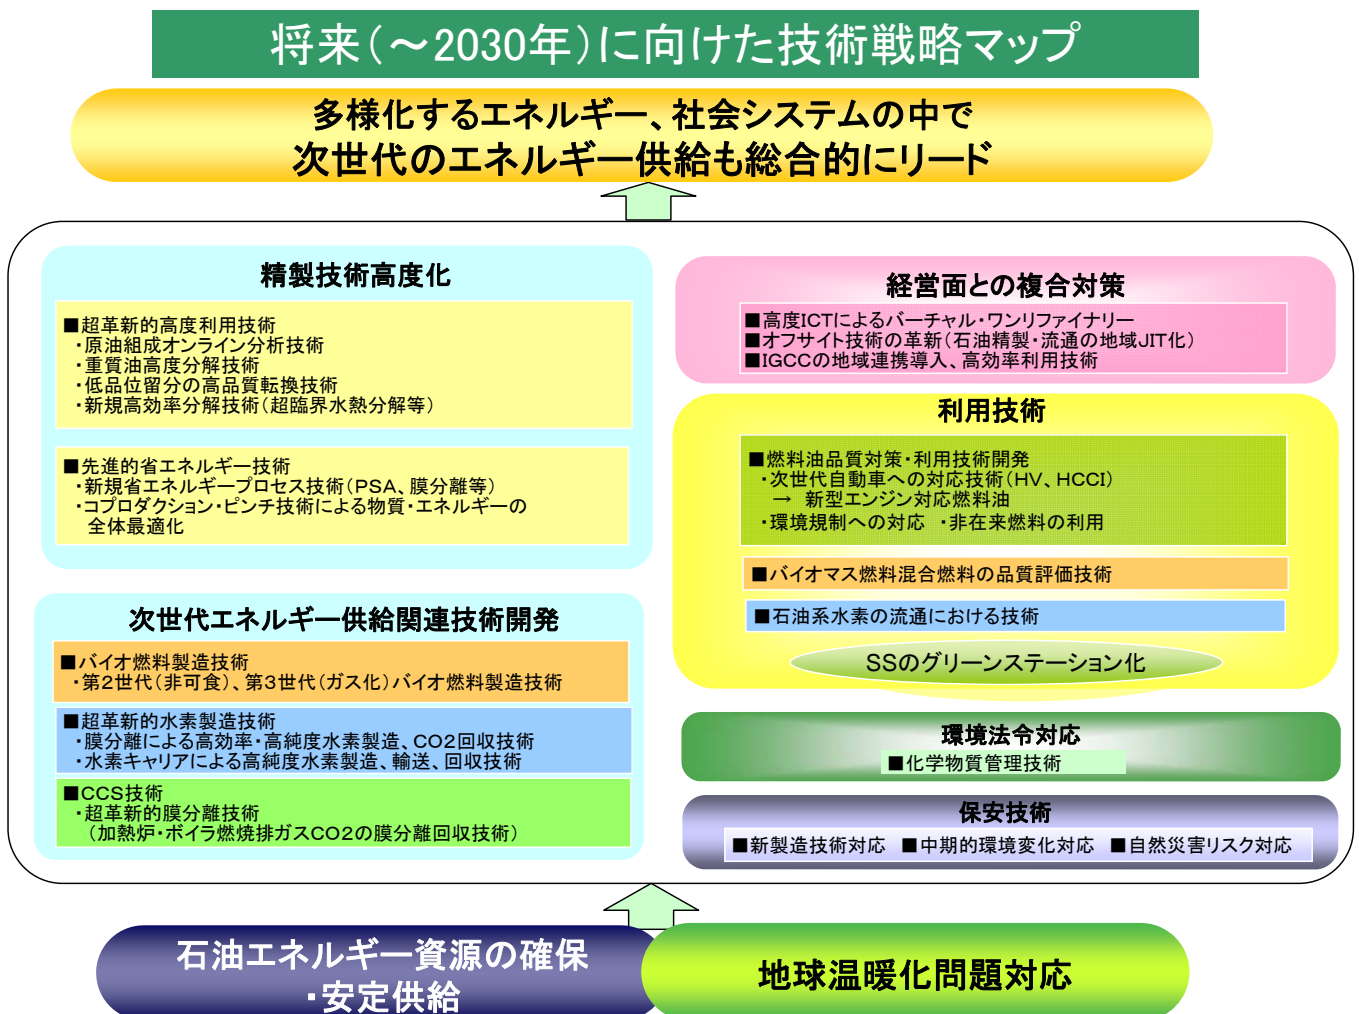 将来(～2030年)に向けた技術戦略マップ
多様化するエネルギー、社会システムの中で
次世代のエネルギー供給も総合的にリード
精製技術高度化
■超革新的高度利用技術
・原油組成オンライン分析技術
・重質油高度分解技術
・低品位留分の高品質転換技術
・新規高効率分解技術(超臨界水熱分解等)
■先進的省エネルギー技術
・新規省エネルギープロセス技術(PSA、膜分離等)
・コプロダクション・ピンチ技術による物質・エネルギーの
全体最適化
次世代エネルギー供給関連技術開発
■バイオ燃料製造技術
・第2世代(非可食)、第3世代(ガス化)バイオ燃料製造技術
■超革新的水素製造技術
・膜分離による高効率・高純度水素製造、CO2回収技術
・水素キャリアによる高純度水素製造、輸送、回収技術
■CCS技術
・超革新的膜分離技術
(加熱炉・ボイラ燃焼排ガスCO2の膜分離回収技術)
経営面との複合対策
■高度ICTによるバーチャル・ワンリファイナリー
■オフサイト技術の革新(石油精製・流通の地域JIT化)
■IGCCの地域連携導入、高効率利用技術
利用技術
■燃料油品質対策・利用技術開発
・次世代自動車への対応技術(HV、HCCI)
→ 新型エンジン対応燃料油
・環境規制への対応 ・非在来燃料の利用
■バイオマス燃料混合燃料の品質評価技術
■石油系水素の流通における技術
SSのグリーンステーション化
環境法令対応
■化学物質管理技術
保安技術
■新製造技術対応 ■中期的環境変化対応 ■自然災害リスク対応
石油エネルギー資源の確保
・安定供給
地球温暖化問題対応